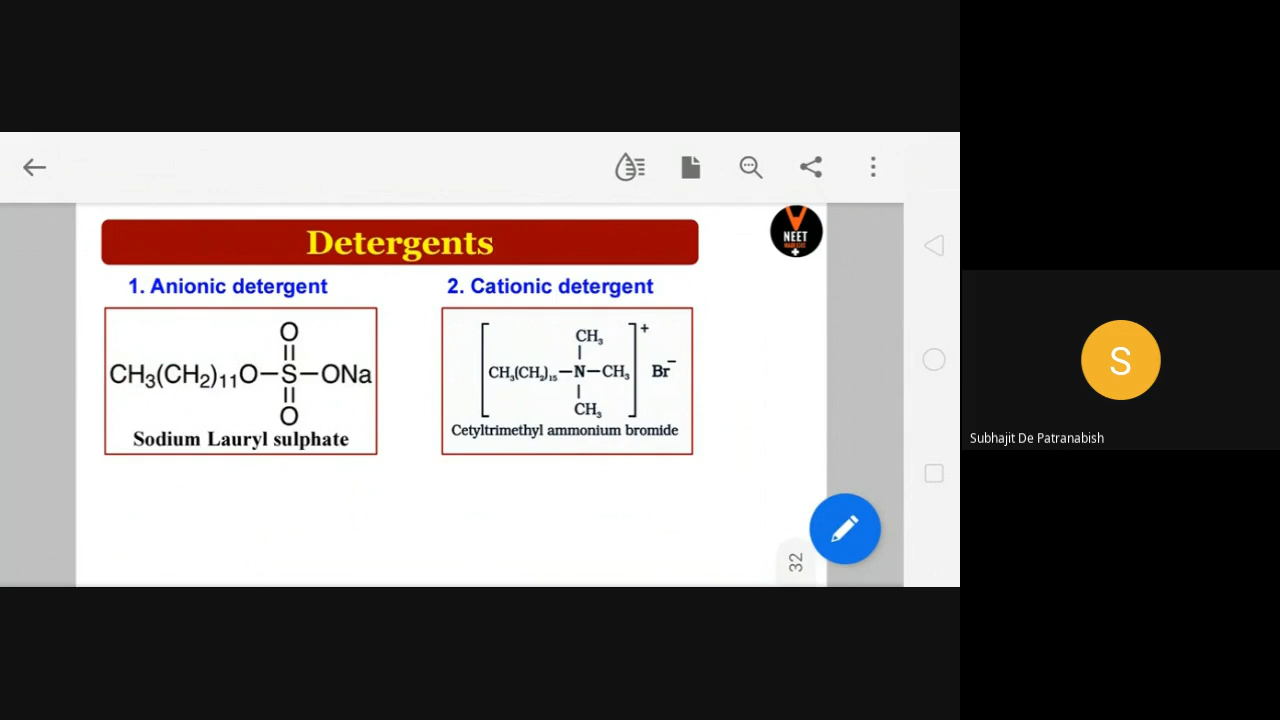 Detergents
NEET
1. Anionic detergent
2. Cationic detergent
O
||
CH₃(CH₂)₁₁O—S—ONa
||
O
Sodium Lauryl sulphate
CH₃ +
|
CH₃(CH₂)₁₅—N—CH₃ Br⁻
|
CH₃
Cetyltrimethyl ammonium bromide
32
S
Subhajit De Patranabish